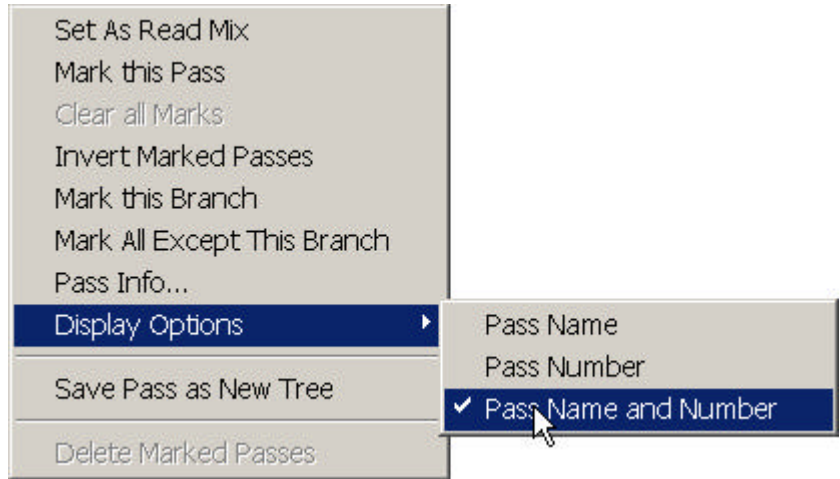 Set As Read Mix
Mark this Pass
Clear all Marks
Invert Marked Passes
Mark this Branch
Mark All Except This Branch
Pass Info...
Display Options
Save Pass as New Tree
Delete Marked Passes
Pass Name
Pass Number
Pass Name and Number